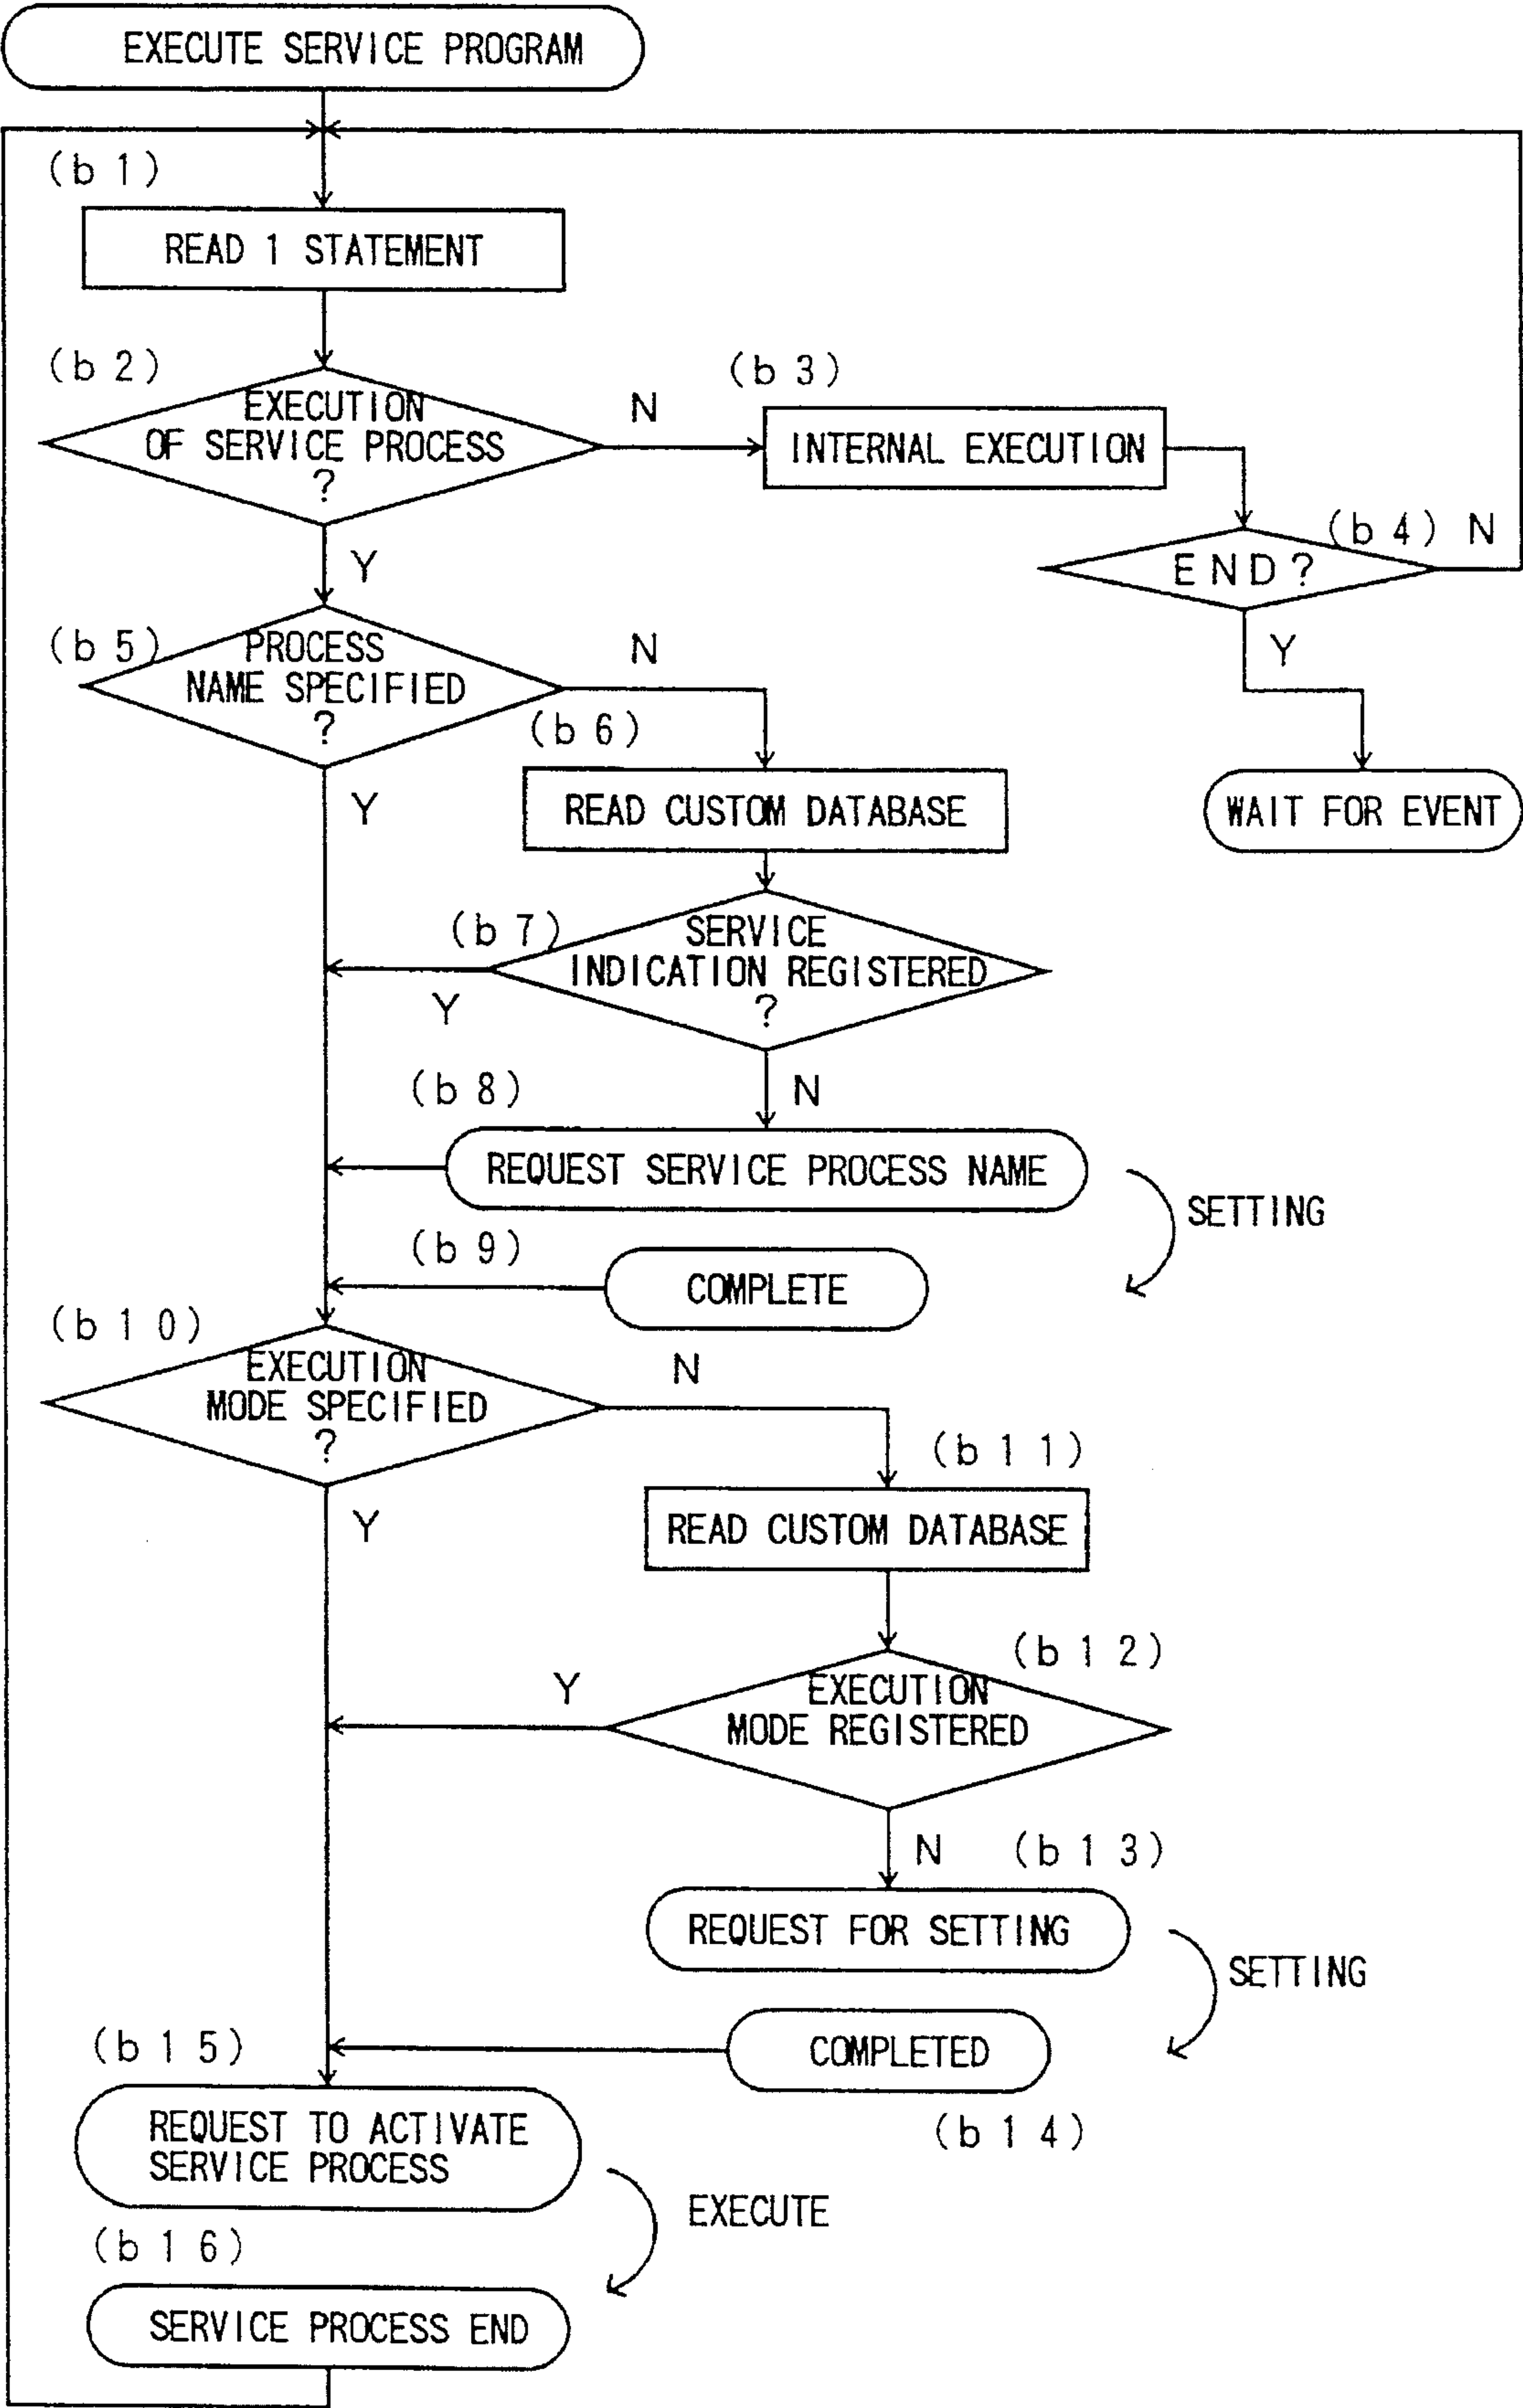 EXECUTE SERVICE PROGRAM
(b 1)
READ 1 STATEMENT
(b 2)
EXECUTION
OF SERVICE PROCESS
?
N
Y
(b 3)
INTERNAL EXECUTION
(b 4)
N
END?
Y
WAIT FOR EVENT
(b 5)
PROCESS
NAME SPECIFIED
?
N
Y
(b 6)
READ CUSTOM DATABASE
(b 7)
SERVICE
INDICATION REGISTERED
?
Y
N
(b 8)
REQUEST SERVICE PROCESS NAME
SETTING
(b 9)
COMPLETE
(b 1 0)
EXECUTION
MODE SPECIFIED
?
N
Y
(b 1 1)
READ CUSTOM DATABASE
(b 1 2)
EXECUTION
MODE REGISTERED
Y
N
(b 1 3)
REQUEST FOR SETTING
SETTING
COMPLETED
(b 1 4)
(b 1 5)
REQUEST TO ACTIVATE
SERVICE PROCESS
EXECUTE
(b 1 6)
SERVICE PROCESS END